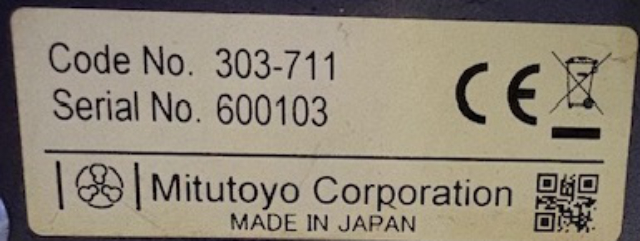 Code No. 303-711
Serial No. 600103
CE
Mitutoyo Corporation
MADE IN JAPAN